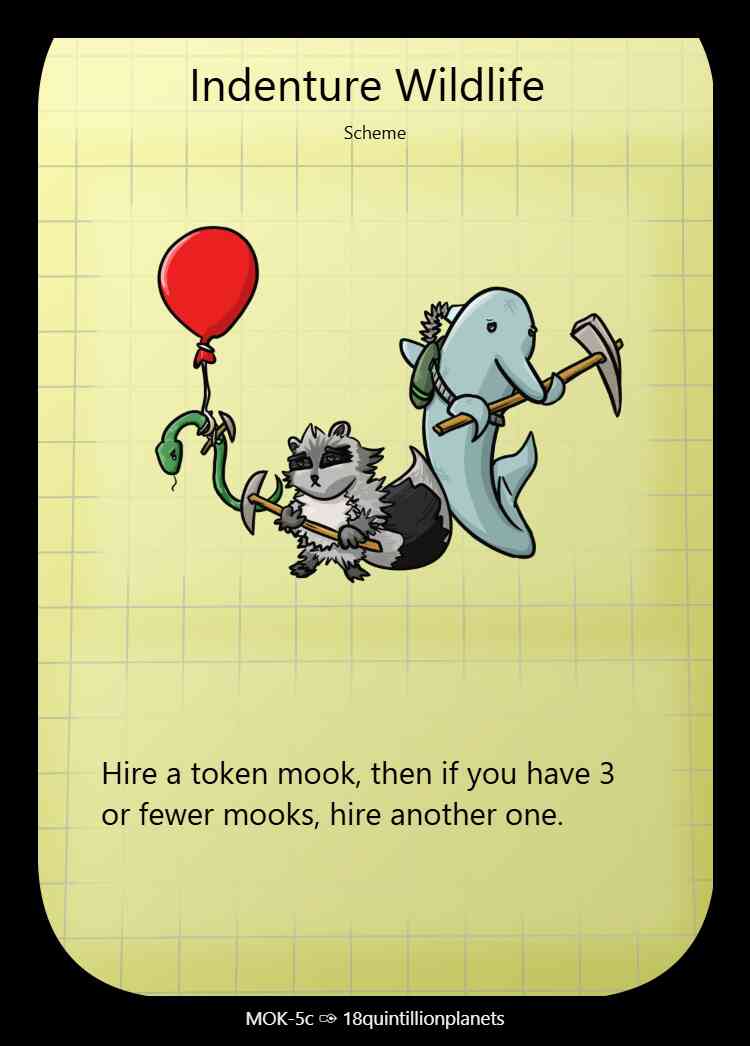 Indenture Wildlife
Scheme
Hire a token mook, then if you have 3
or fewer mooks, hire another one.
MOK-5c ✑ 18quintillionplanets